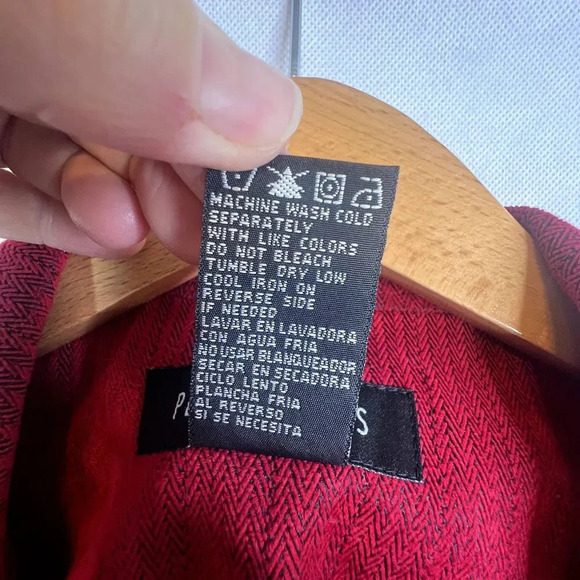 MACHINE WASH COLD
SEPARATELY
WITH LIKE COLORS
DO NOT BLEACH
TUMBLE DRY LOW
COOL IRON ON
REVERSE SIDE
IF NEEDED
LAVAR EN LAVADORA
CON AGUA FRIA
NO USAR BLANQUEADOR
SECAR EN SECADORA
CICLO LENTO
PLANCHA FRIA
AL REVERSO
SI SE NECESITA